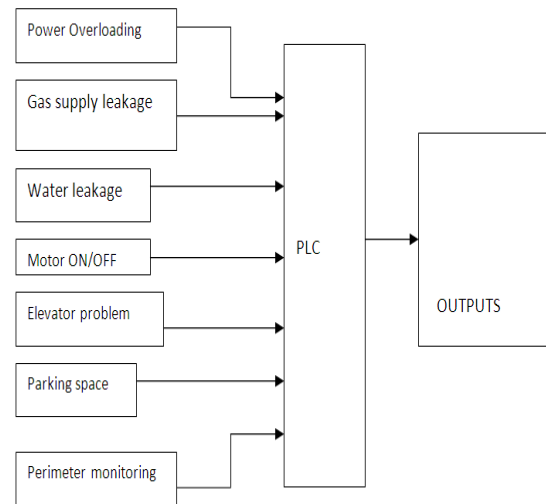 Power Overloading
Gas supply leakage
Water leakage
Motor ON/OFF
Elevator problem
Parking space
Perimeter monitoring
PLC
OUTPUTS